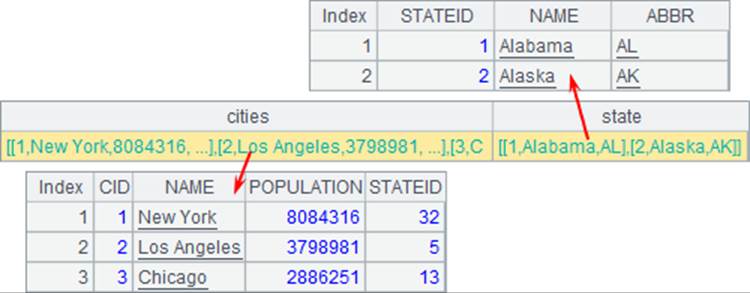 Index STATEID NAME ABBR
1 1 Alabama AL
2 2 Alaska AK
cities state
[[1,New York,8084316, ...],[2,Los Angeles,3798981, ...],[3,C [[1,Alabama,AL],[2,Alaska,AK]]
Index CID NAME POPULATION STATEID
1 1 New York 8084316 32
2 2 Los Angeles 3798981 5
3 3 Chicago 2886251 13